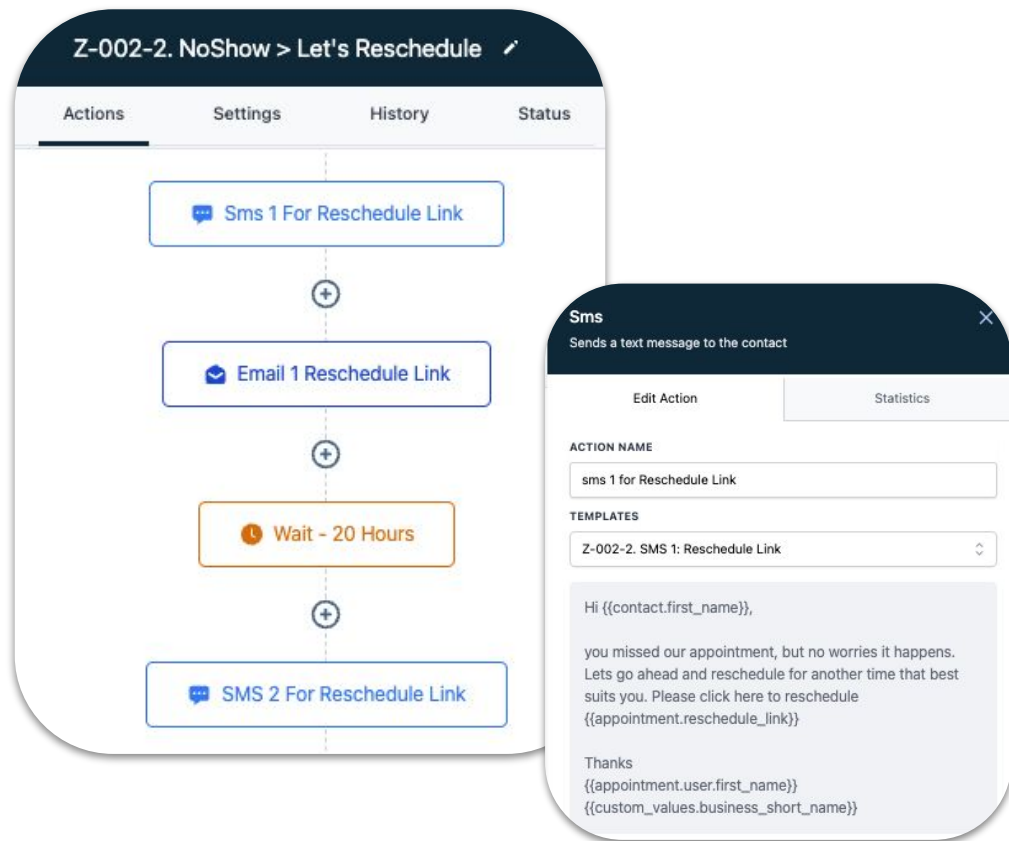 Z-002-2. NoShow > Let's Reschedule
Actions Settings History Status
Sms 1 For Reschedule Link
Email 1 Reschedule Link
Wait - 20 Hours
SMS 2 For Reschedule Link
Sms
Sends a text message to the contact
Edit Action Statistics
ACTION NAME
sms 1 for Reschedule Link
TEMPLATES
Z-002-2. SMS 1: Reschedule Link
Hi {{contact.first_name}},
you missed our appointment, but no worries it happens.
Lets go ahead and reschedule for another time that best
suits you. Please click here to reschedule
{{appointment.reschedule_link}}
Thanks
{{appointment.user.first_name}}
{{custom_values.business_short_name}}